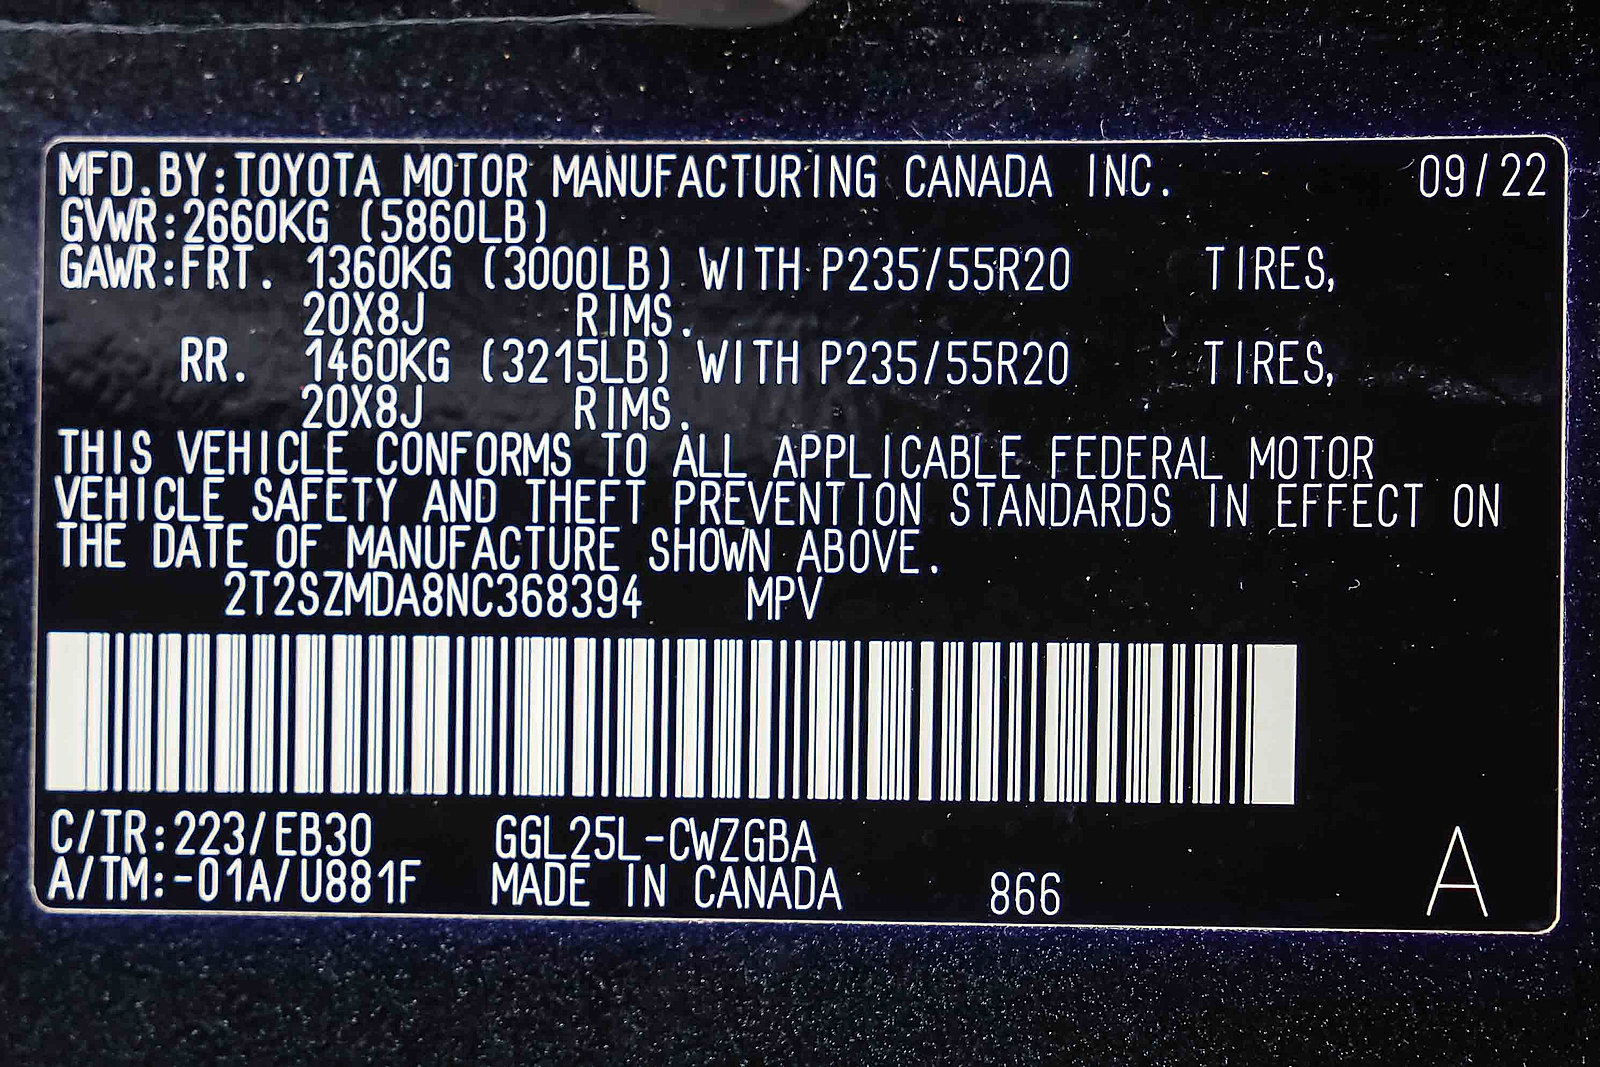 MFD.BY:TOYOTA MOTOR MANUFACTURING CANADA INC. 09/22
GVWR:2660KG (5860LB)
GAWR:FRT. 1360KG (3000LB) WITH P235/55R20 TIRES,
20X8J RIMS.
RR. 1460KG (3215LB) WITH P235/55R20 TIRES,
20X8J RIMS.
THIS VEHICLE CONFORMS TO ALL APPLICABLE FEDERAL MOTOR
VEHICLE SAFETY AND THEFT PREVENTION STANDARDS IN EFFECT ON
THE DATE OF MANUFACTURE SHOWN ABOVE.
2T2SZMDA8NC368394 MPV
C/TR:223/EB30 GGL25L-CWZGBA
A/TM:-01A/U881F MADE IN CANADA 866 A